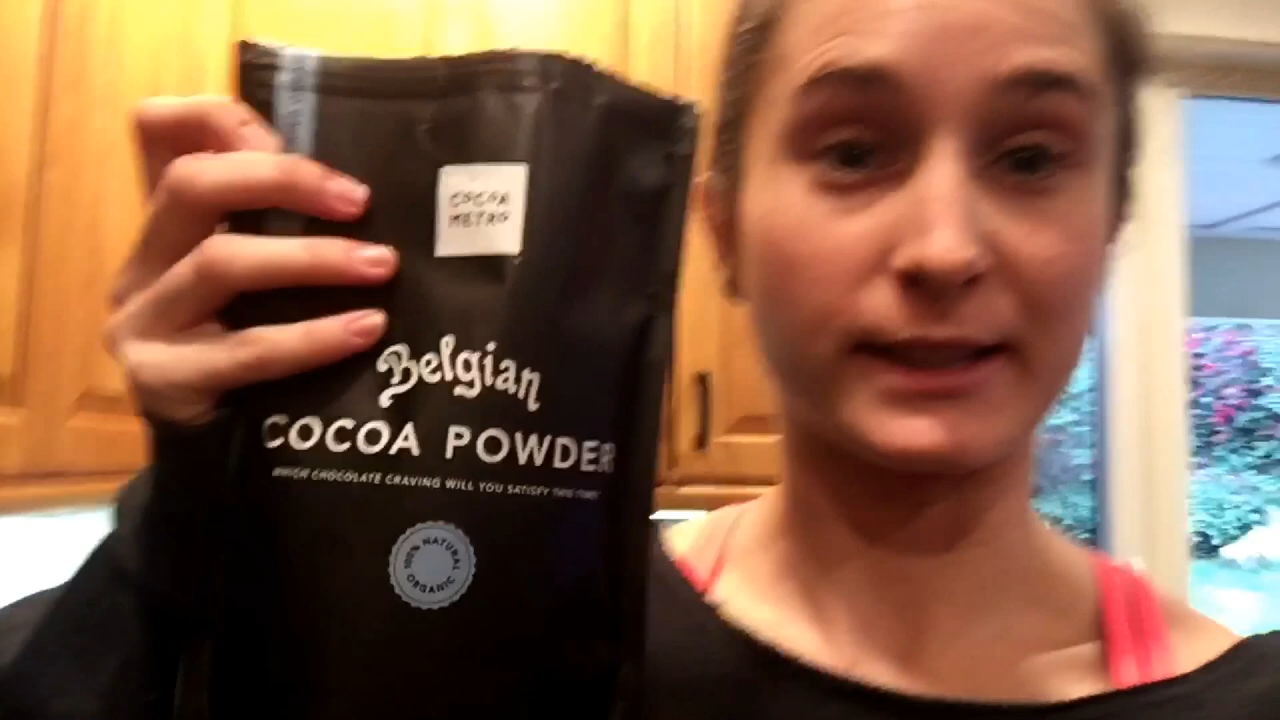 COCOA
METRO
Belgian
COCOA POWDER
WHICH CHOCOLATE CRAVING WILL YOU SATISFY THIS TIME?
100% NATURAL
ORGANIC